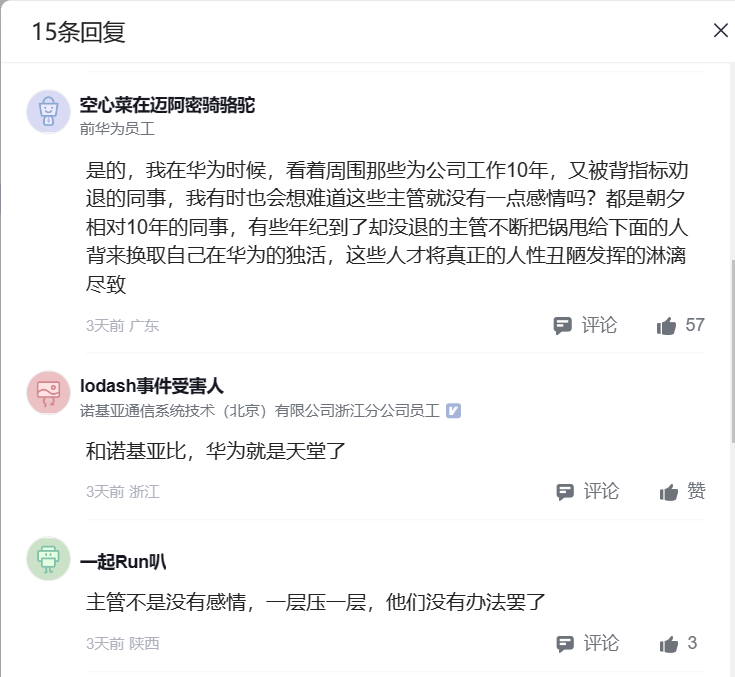 15条回复
空心菜在迈阿密骑骆驼
前华为员工
是的，我在华为时候，看着周围那些为公司工作10年，又被背指标劝
退的同事，我有时也会想难道这些主管就没有一点感情吗？都是朝夕
相对10年的同事，有些年纪到了却没退的主管不断把锅甩给下面的人
背来换取自己在华为的独活，这些人才将真正的人性丑陋发挥的淋漓
尽致
3天前 广东
评论
57
lodash事件受害人
诺基亚通信系统技术（北京）有限公司浙江分公司员工
和诺基亚比，华为就是天堂了
3天前 浙江
评论
赞
一起Run叭
主管不是没有感情，一层压一层，他们没有办法罢了
3天前 陕西
评论
3